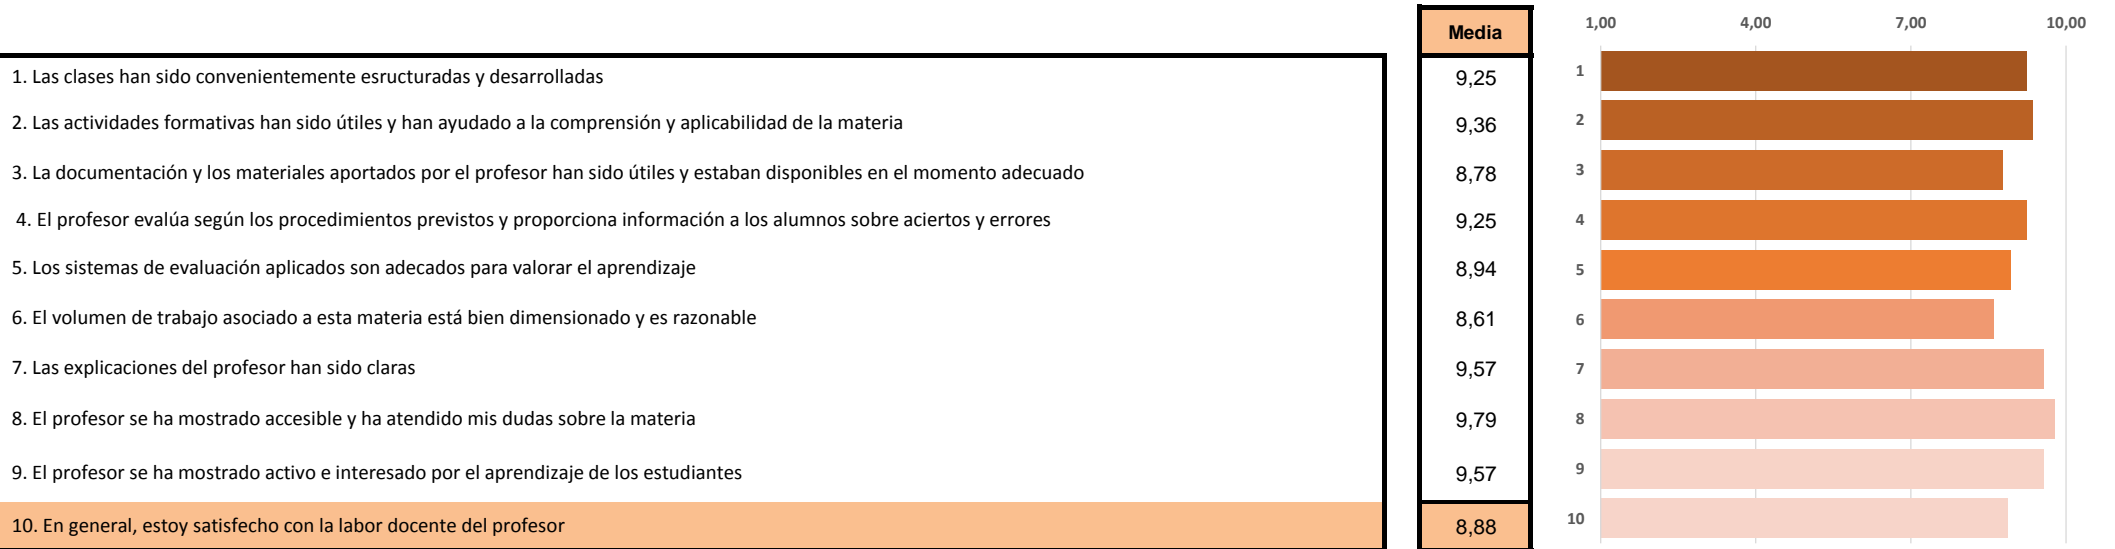 Media
1. Las clases han sido convenientemente esructuradas y desarrolladas 9,25
2. Las actividades formativas han sido útiles y han ayudado a la comprensión y aplicabilidad de la materia 9,36
3. La documentación y los materiales aportados por el profesor han sido útiles y estaban disponibles en el momento adecuado 8,78
4. El profesor evalúa según los procedimientos previstos y proporciona información a los alumnos sobre aciertos y errores 9,25
5. Los sistemas de evaluación aplicados son adecados para valorar el aprendizaje 8,94
6. El volumen de trabajo asociado a esta materia está bien dimensionado y es razonable 8,61
7. Las explicaciones del profesor han sido claras 9,57
8. El profesor se ha mostrado accesible y ha atendido mis dudas sobre la materia 9,79
9. El profesor se ha mostrado activo e interesado por el aprendizaje de los estudiantes 9,57
10. En general, estoy satisfecho con la labor docente del profesor 8,88
1,00 4,00 7,00 10,00
1
2
3
4
5
6
7
8
9
10